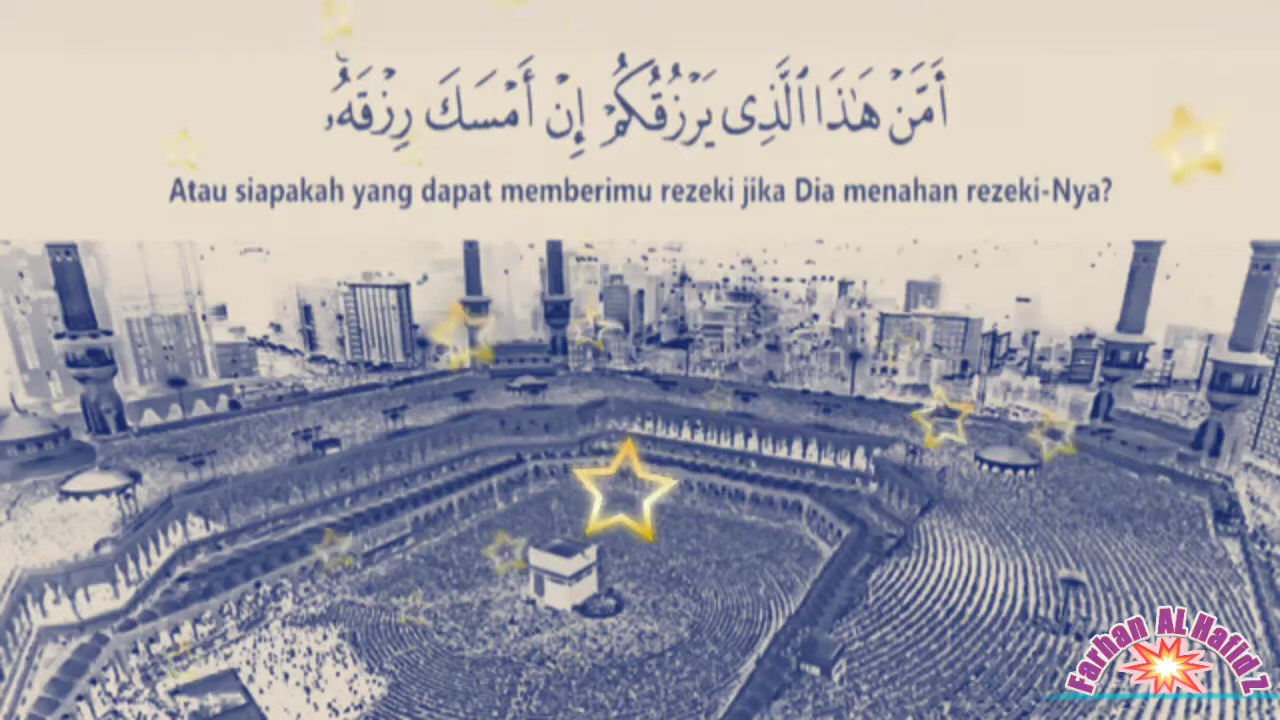 أَمَّنْ هَٰذَا ٱلَّذِى يَرْزُقُكُمْ إِنْ أَمْسَكَ رِزْقَهُۥ ۚ
Atau siapakah yang dapat memberimu rezeki jika Dia menahan rezeki-Nya?
Farhan AL Hafidz